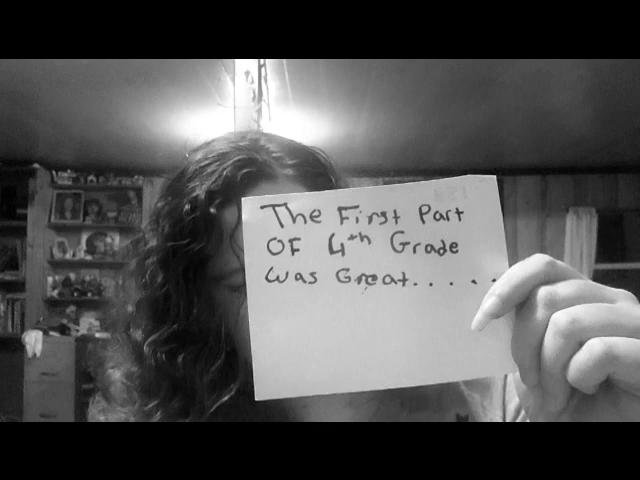 The First Part
OF 4th Grade
was Great.....